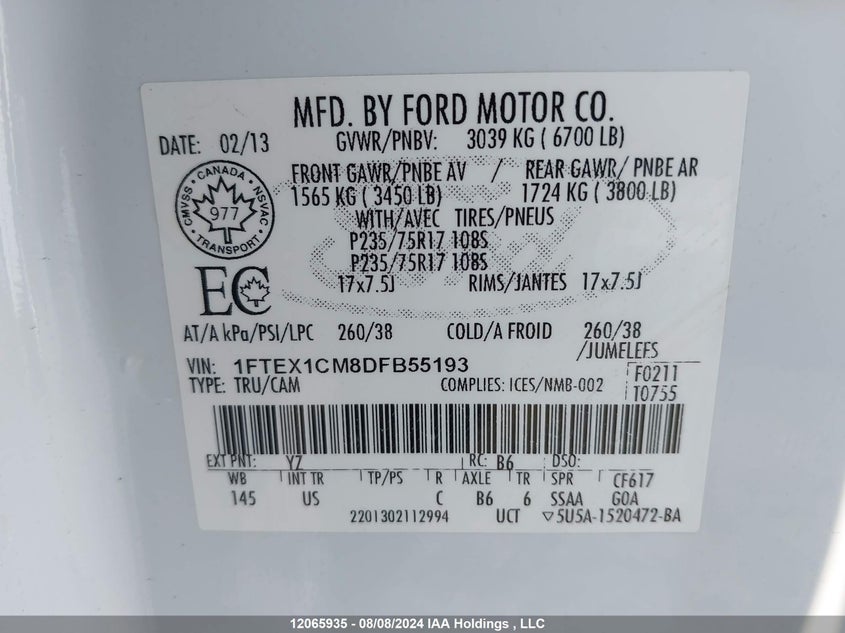 MFD. BY FORD MOTOR CO.
DATE: 02/13 GVWR/PNBV: 3039 KG ( 6700 LB)
FRONT GAWR/PNBE AV / REAR GAWR/ PNBE AR
1565 KG ( 3450 LB) 1724 KG ( 3800 LB)
WITH/AVEC TIRES/PNEUS
P235/75R17 108S
P235/75R17 108S
17x7.5J RIMS/JANTES 17x7.5J
CMVSS • CANADA • NSVAC
977
• TRANSPORT •
EC
AT/A kPa/PSI/LPC 260/38 COLD/A FROID 260/38
/JUMELEES
VIN: 1FTEX1CM8DFB55193
TYPE: TRU/CAM COMPLIES: ICES/NMB-002
F0211
10755
EXT PNT: YZ RC: B6 DSO:
WB INT TR TP/PS R AXLE TR SPR CF617
145 US C B6 6 SSAA GOA
2201302112994 UCT ▽5U5A-1520472-BA
12065935 - 08/08/2024 IAA Holdings , LLC